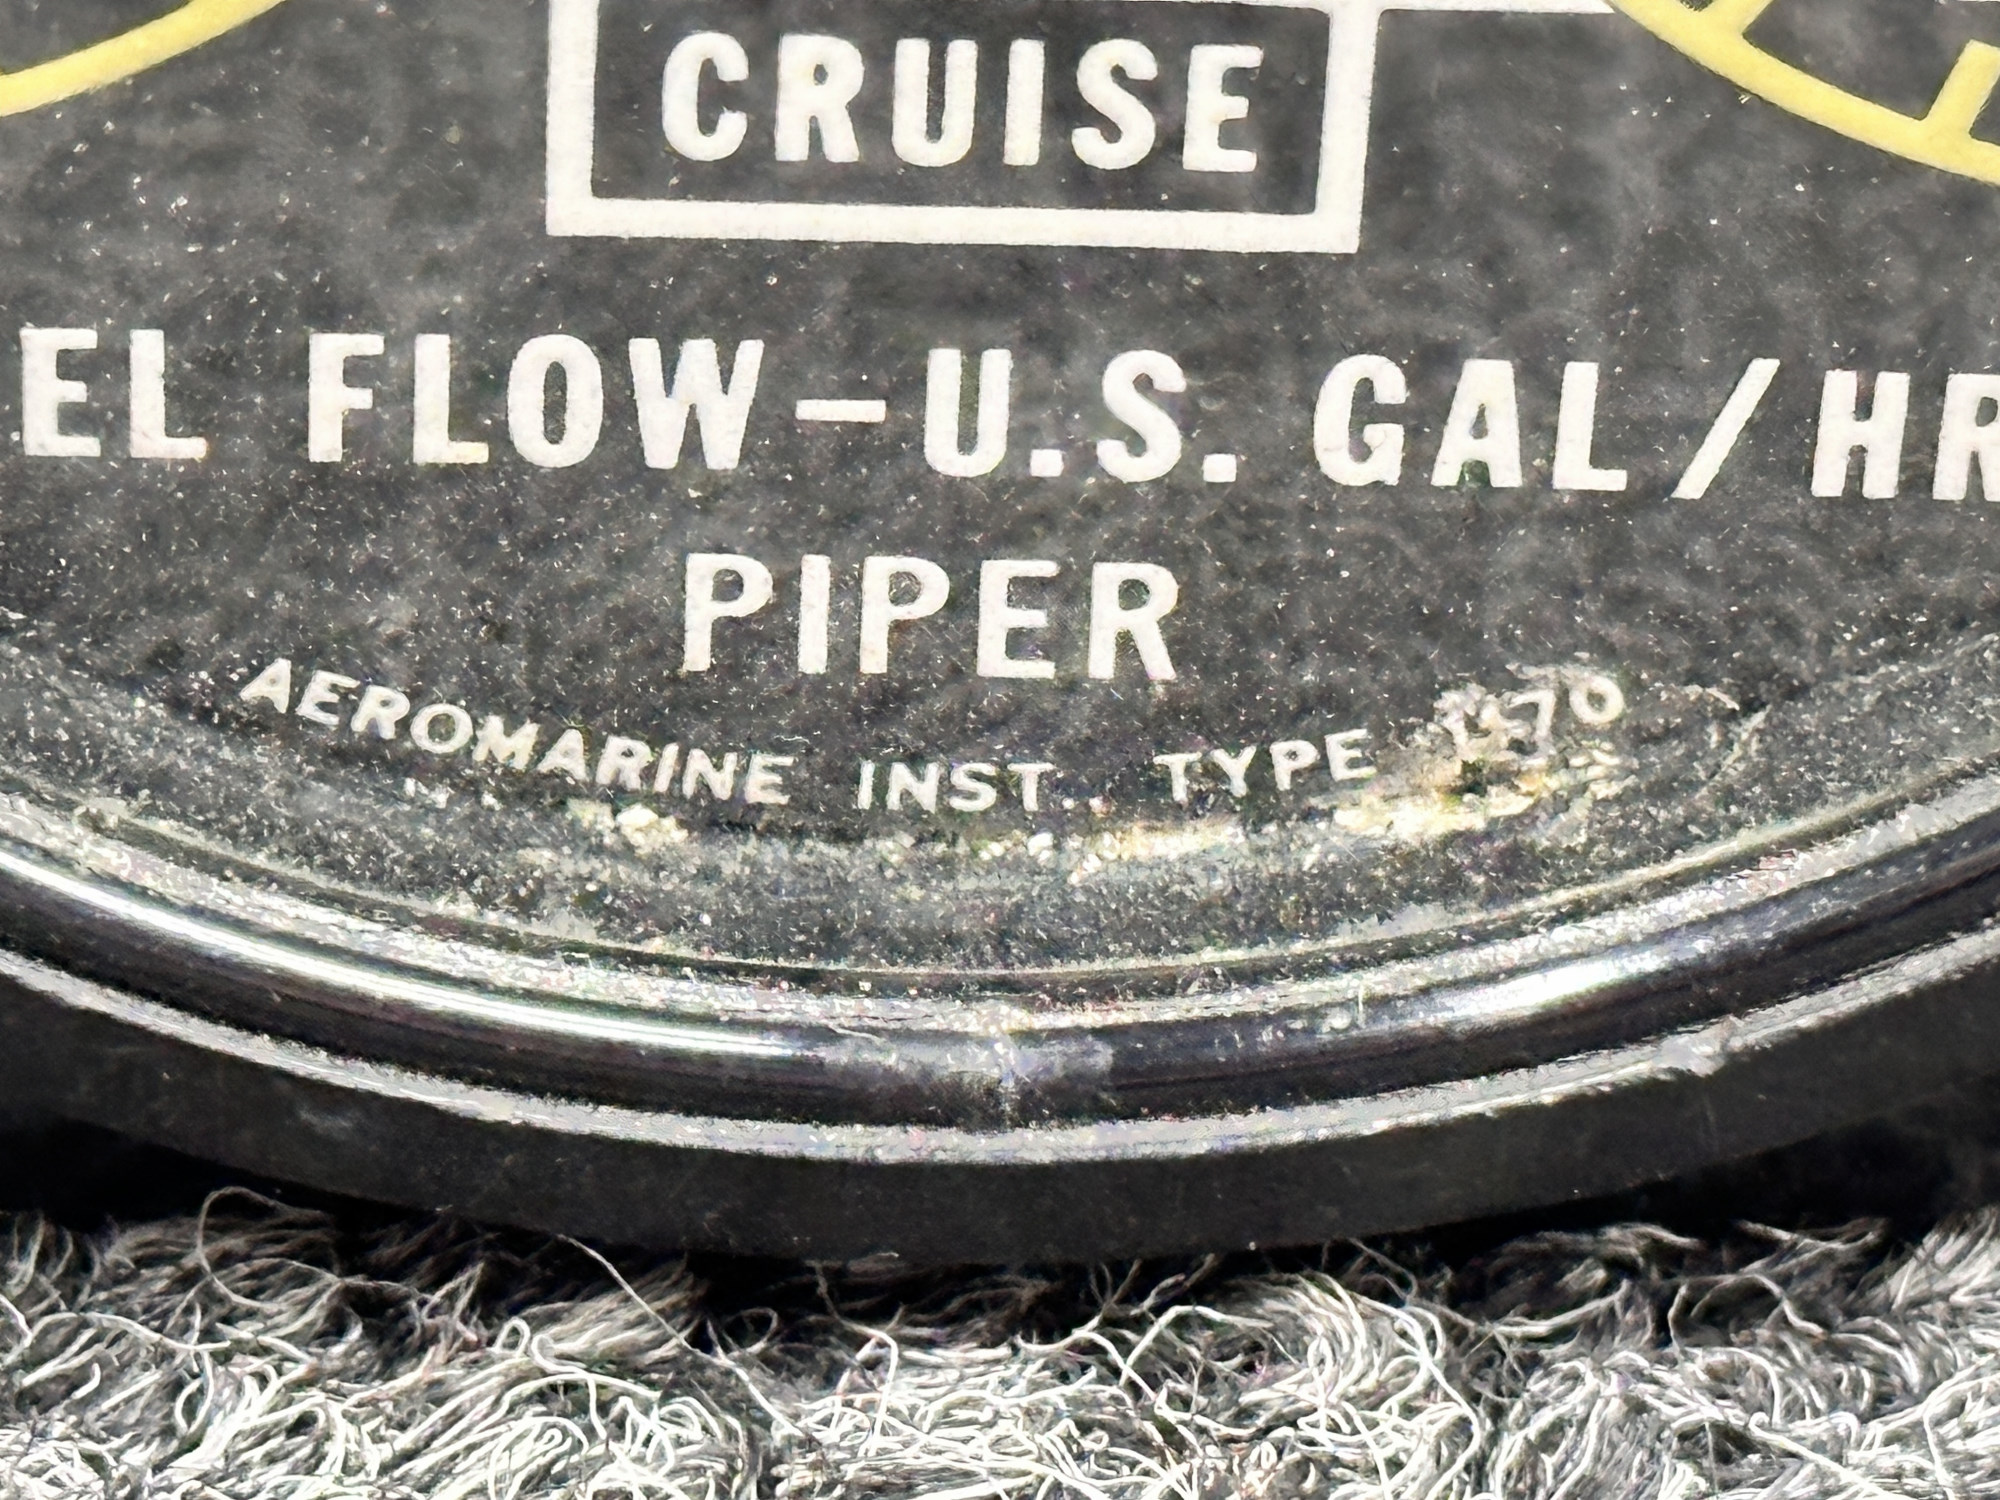 CRUISE
EL FLOW–U.S. GAL/HR
PIPER
AEROMARINE INST. TYPE